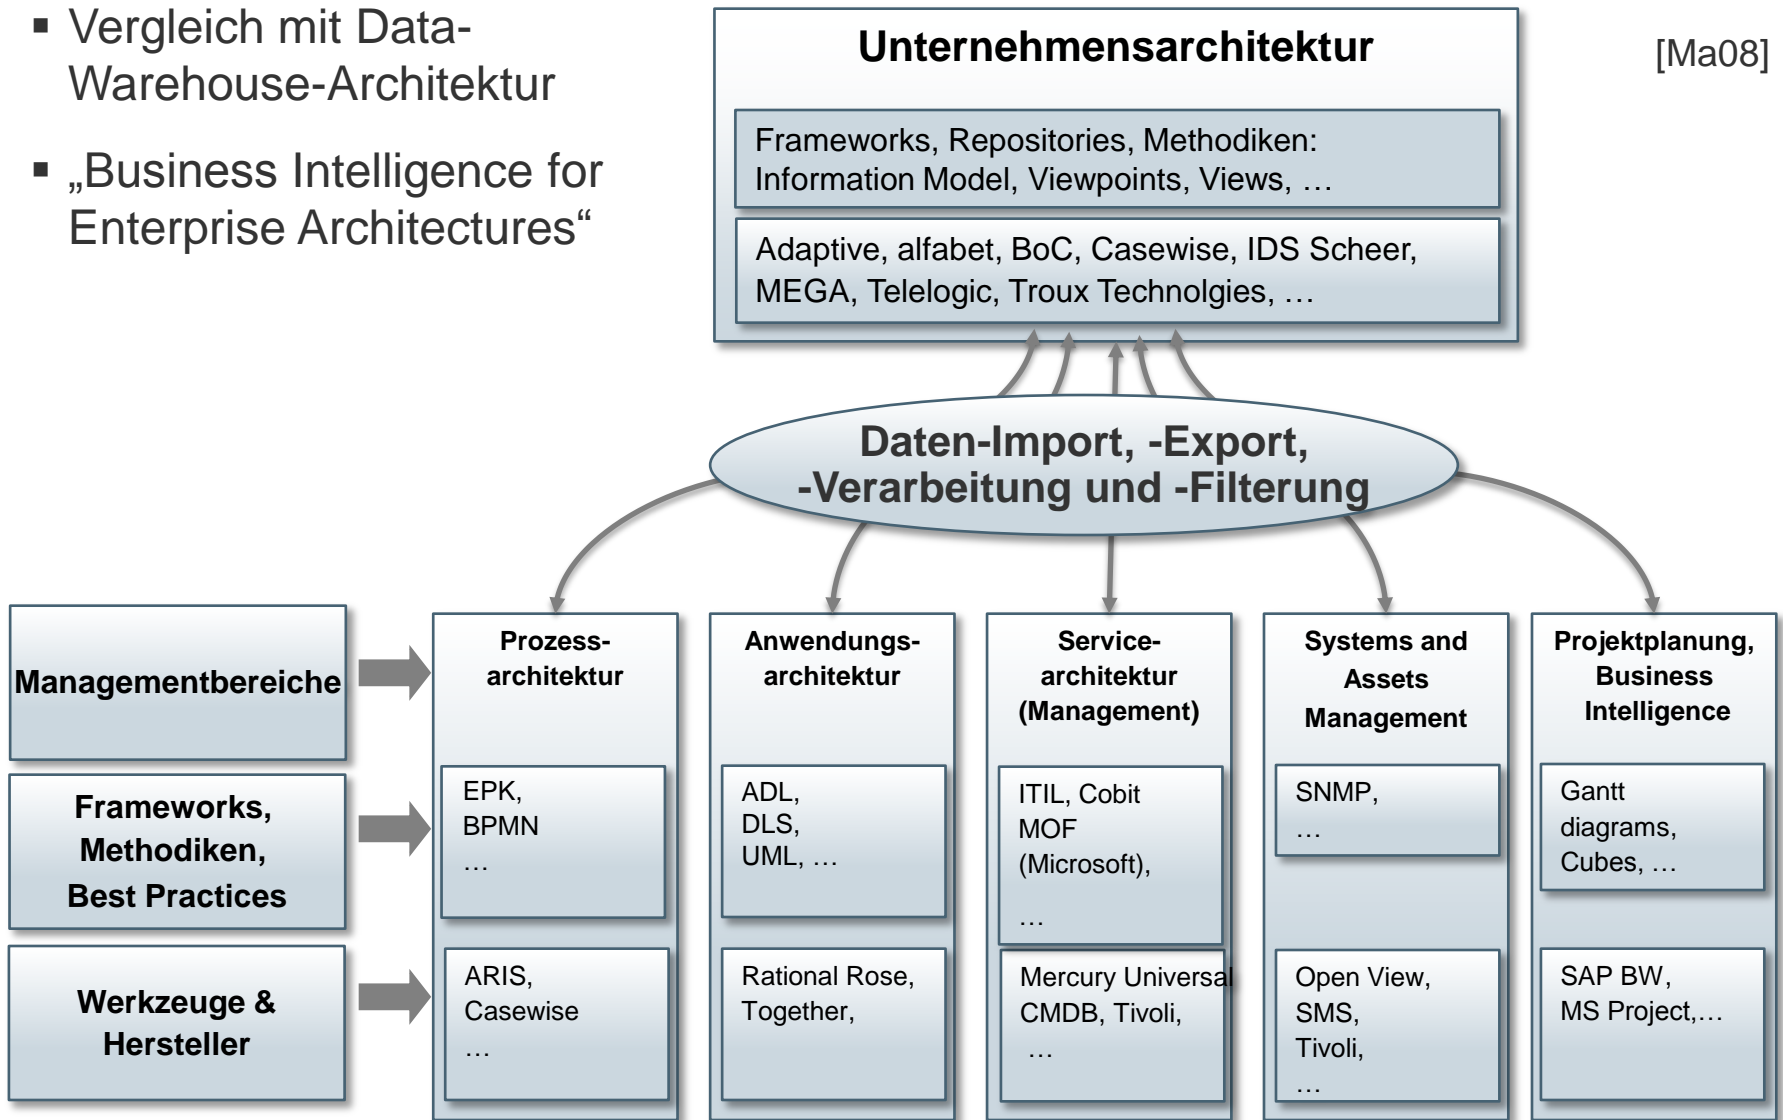 ▪ Vergleich mit Data-
Warehouse-Architektur
▪ „Business Intelligence for
Enterprise Architectures“
Unternehmensarchitektur
[Ma08]
Frameworks, Repositories, Methodiken:
Information Model, Viewpoints, Views, …
Adaptive, alfabet, BoC, Casewise, IDS Scheer,
MEGA, Telelogic, Troux Technolgies, …
Daten-Import, -Export,
-Verarbeitung und -Filterung
Managementbereiche
Prozess-
architektur
Anwendungs-
architektur
Service-
architektur
(Management)
Systems and
Assets
Management
Projektplanung,
Business
Intelligence
Frameworks,
Methodiken,
Best Practices
EPK,
BPMN
…
ADL,
DLS,
UML, …
ITIL, Cobit
MOF
(Microsoft),
…
SNMP,
…
Gantt
diagrams,
Cubes, …
Werkzeuge &
Hersteller
ARIS,
Casewise
…
Rational Rose,
Together,
Mercury Universal
CMDB, Tivoli,
…
Open View,
SMS,
Tivoli,
…
SAP BW,
MS Project,…